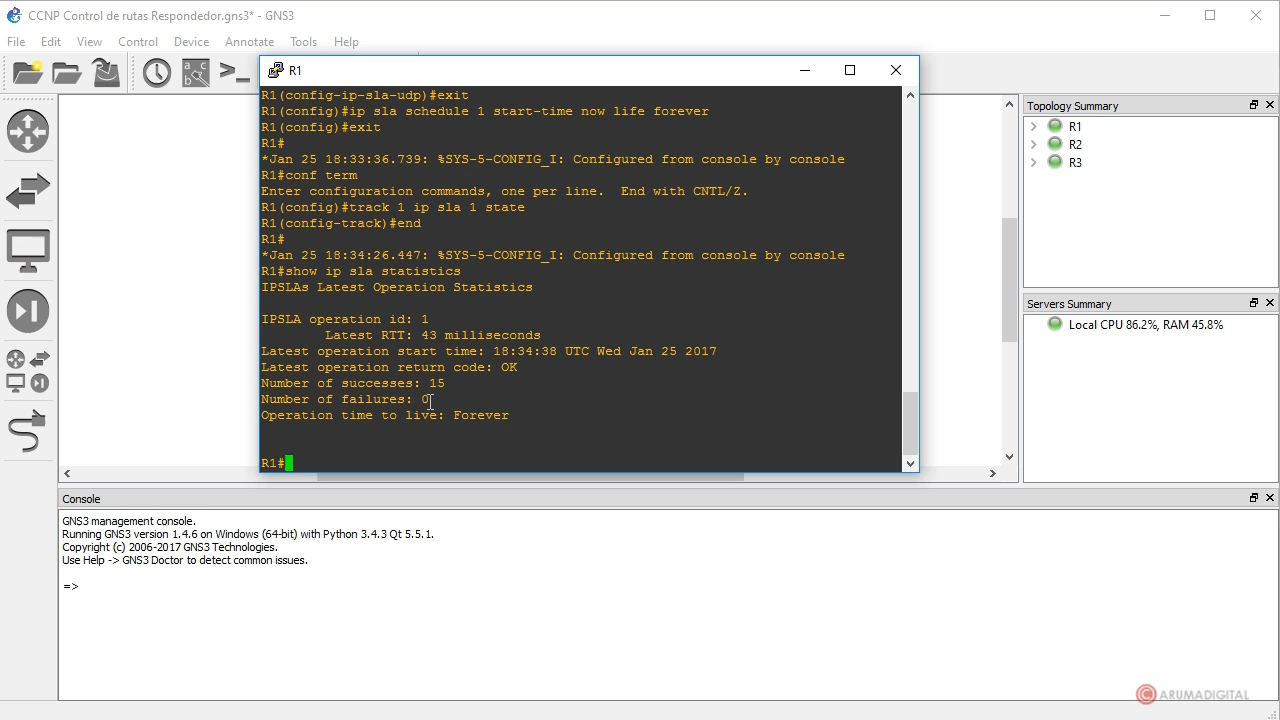 CCNP Control de rutas Respondedor.gns3* - GNS3
File Edit View Control Device Annotate Tools Help
R1
R1(config-ip-sla-udp)#exit
R1(config)#ip sla schedule 1 start-time now life forever
R1(config)#exit
R1#
*Jan 25 18:33:36.739: %SYS-5-CONFIG_I: Configured from console by console
R1#conf term
Enter configuration commands, one per line.  End with CNTL/Z.
R1(config)#track 1 ip sla 1 state
R1(config-track)#end
R1#
*Jan 25 18:34:26.447: %SYS-5-CONFIG_I: Configured from console by console
R1#show ip sla statistics
IPSLAs Latest Operation Statistics
IPSLA operation id: 1
Latest RTT: 43 milliseconds
Latest operation start time: 18:34:38 UTC Wed Jan 25 2017
Latest operation return code: OK
Number of successes: 15
Number of failures: 0
Operation time to live: Forever
R1#
Topology Summary
R1
R2
R3
Servers Summary
Local CPU 86.2%, RAM 45.8%
Console
GNS3 management console.
Running GNS3 version 1.4.6 on Windows (64-bit) with Python 3.4.3 Qt 5.5.1.
Copyright (c) 2006-2017 GNS3 Technologies.
Use Help -> GNS3 Doctor to detect common issues.
=>
© ARUMADIGITAL